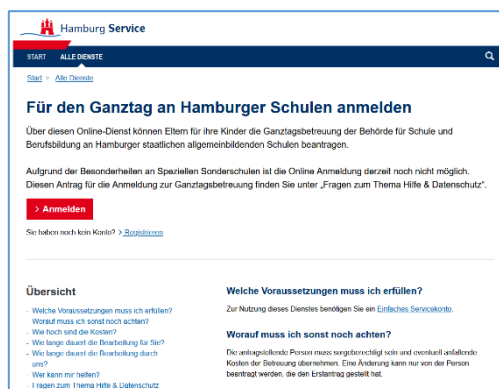 Hamburg Service
START ALLE DIENSTE
Start > Alle Dienste
Für den Ganztag an Hamburger Schulen anmelden
Über diesen Online-Dienst können Eltern für ihre Kinder die Ganztagsbetreuung der Behörde für Schule und
Berufsbildung an Hamburger staatlichen allgemeinbildenden Schulen beantragen.
Aufgrund der Besonderheiten an Speziellen Sonderschulen ist die Online Anmeldung derzeit noch nicht möglich.
Diesen Antrag für die Anmeldung zur Ganztagsbetreuung finden Sie unter „Fragen zum Thema Hilfe & Datenschutz“.
> Anmelden
Sie haben noch kein Konto? > Registrieren
Übersicht
- Welche Voraussetzungen muss ich erfüllen?
Worauf muss ich sonst noch achten?
- Wie hoch sind die Kosten?
- Wie lange dauert die Bearbeitung für Sie?
- Wie lange dauert die Bearbeitung durch
uns?
- Wer kann mir helfen?
- Fragen zum Thema Hilfe & Datenschutz
Welche Voraussetzungen muss ich erfüllen?
Zur Nutzung dieses Dienstes benötigen Sie ein Einfaches Servicekonto.
Worauf muss ich sonst noch achten?
Die antragstellende Person muss sorgeberechtigt sein und eventuell anfallende
Kosten der Betreuung übernehmen. Eine Änderung kann nur von der Person
beantragt werden, die den Erstantrag gestellt hat.